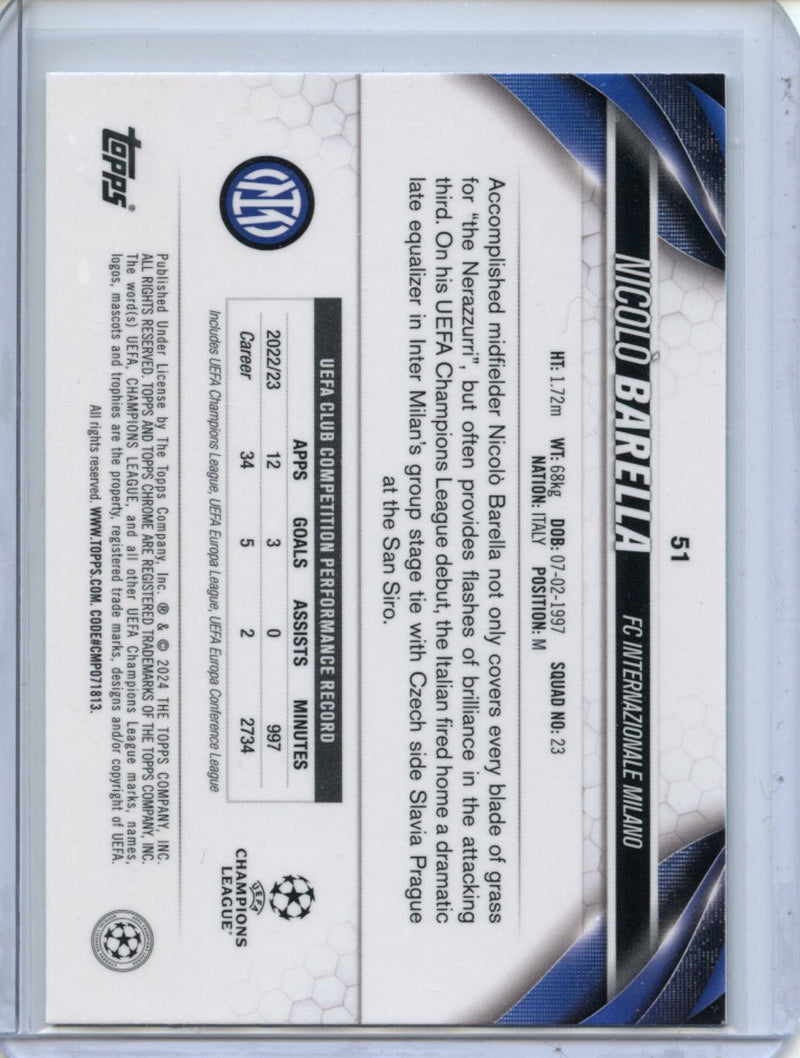 51
NICOLÒ BARELLA FC INTERNAZIONALE MILANO
HT: 1.72m WT: 68kg DOB: 07-02-1997 SQUAD NO: 23
NATION: ITALY POSITION: M
Accomplished midfielder Nicolò Barella not only covers every blade of grass
for "the Nerazzurri", but often provides flashes of brilliance in the attacking
third. On his UEFA Champions League debut, the Italian fired home a dramatic
late equalizer in Inter Milan's group stage tie with Czech side Slavia Prague
at the San Siro.
UEFA CLUB COMPETITION PERFORMANCE RECORD
APPS GOALS ASSISTS MINUTES
2022/23 12 3 0 997
Career 34 5 2 2734
Includes UEFA Champions League, UEFA Europa League, UEFA Europa Conference League
UEFA
CHAMPIONS
LEAGUE®
topps®
Published Under License by The Topps Company, Inc. ® & © 2024 THE TOPPS COMPANY, INC.
ALL RIGHTS RESERVED. TOPPS AND TOPPS CHROME ARE REGISTERED TRADEMARKS OF THE TOPPS COMPANY, INC.
The word(s) UEFA, CHAMPIONS LEAGUE, and all other UEFA Champions League marks, names,
logos, mascots and trophies are the property, registered trade marks, designs and/or copyright of UEFA.
All rights reserved. WWW.TOPPS.COM. CODE#CMP071813.